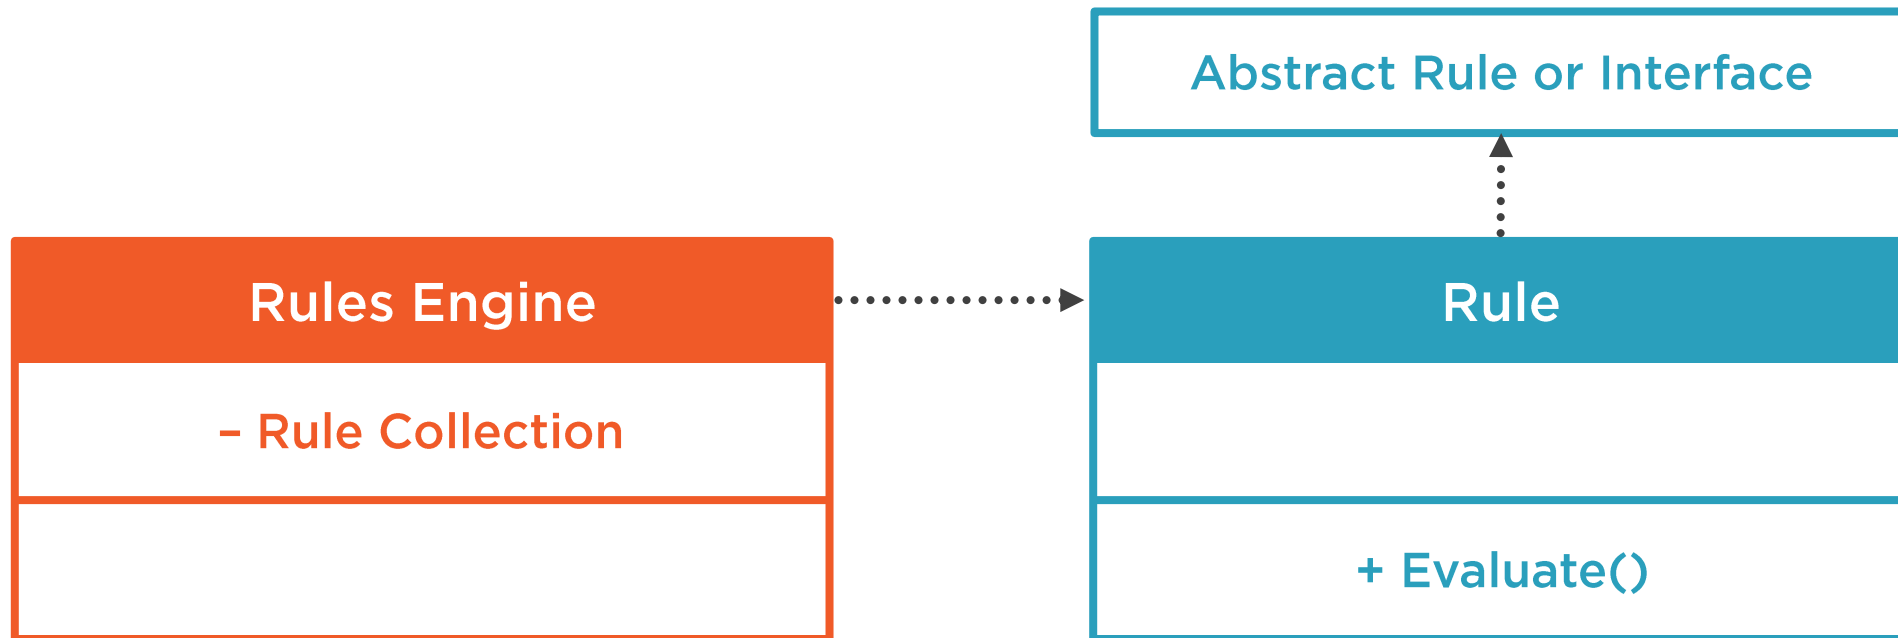 Abstract Rule or Interface
Rules Engine
Rule
– Rule Collection
+ Evaluate()